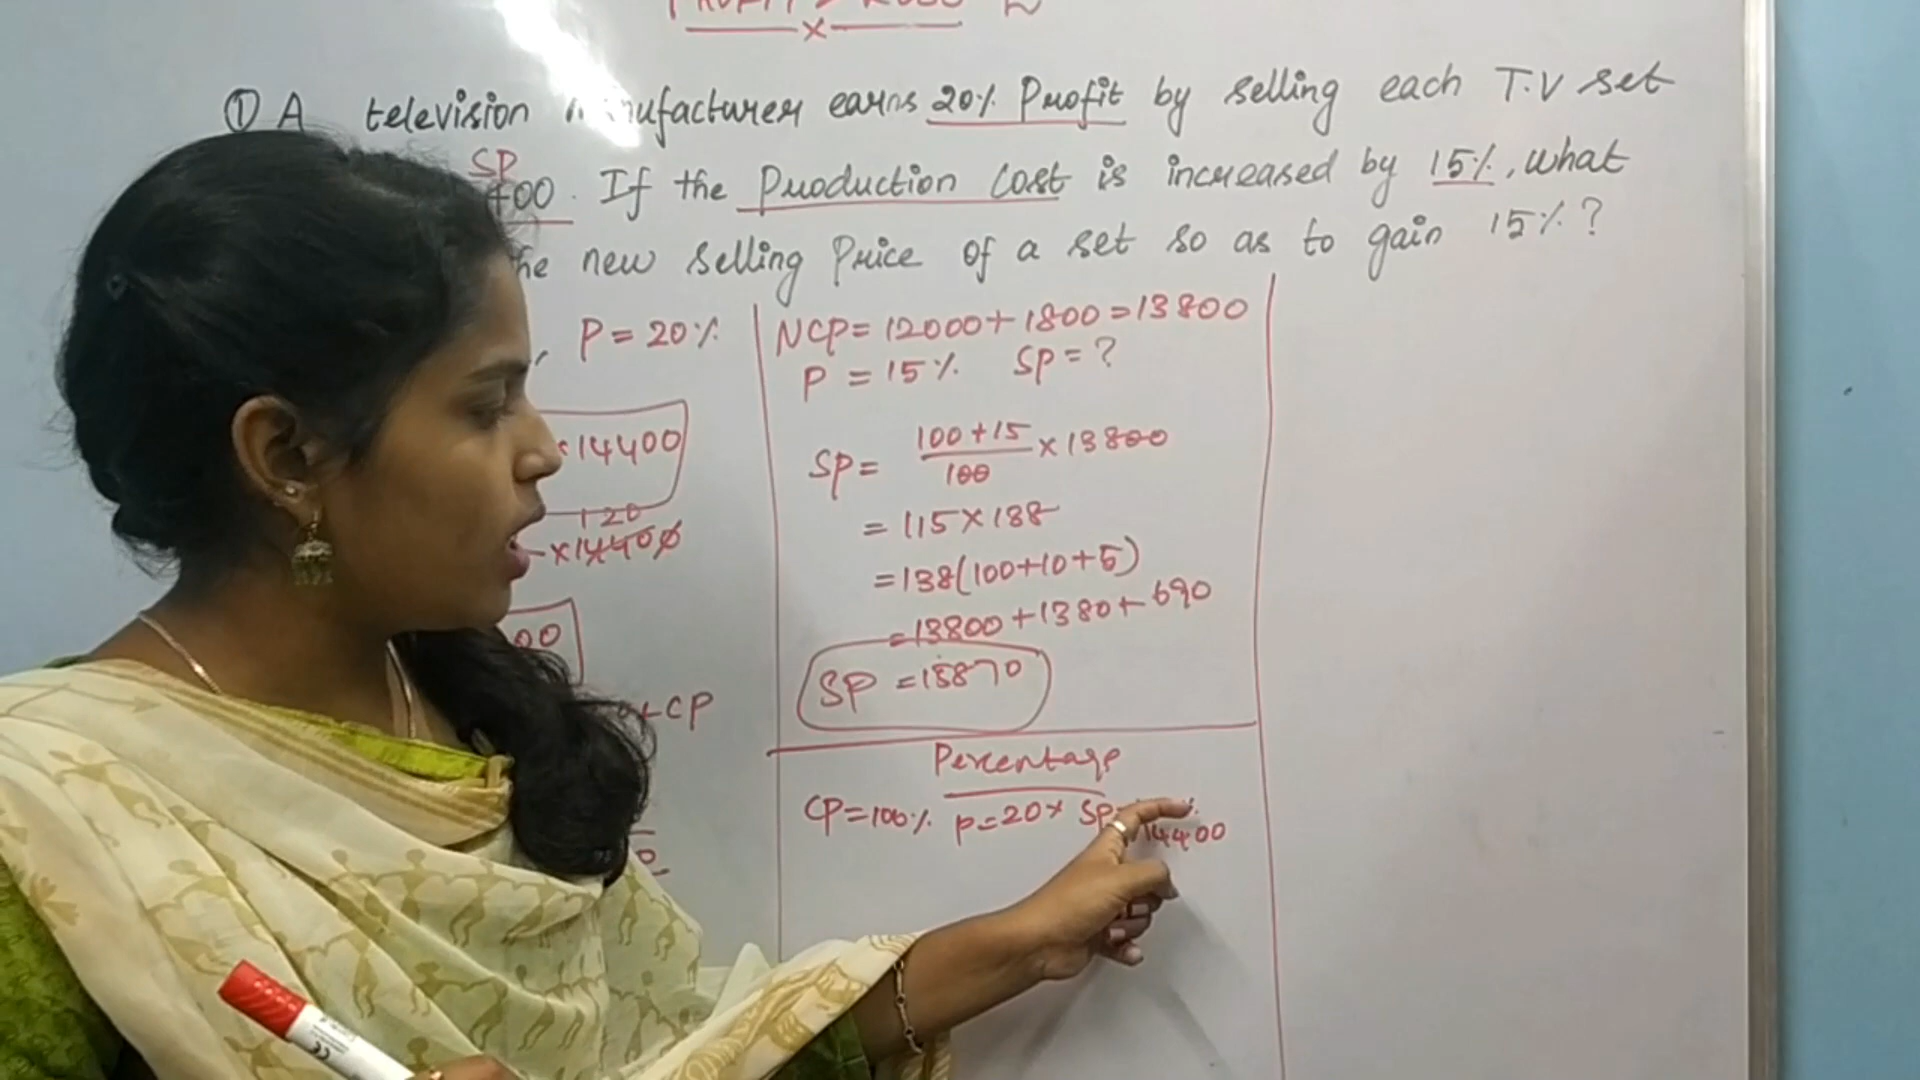 ① A television manufacturer earns 20% Profit by selling each T.V set
SP
400. If the Production Cost is increased by 15%, what
he new selling Price of a set so as to gain 15%?
, P = 20%
×14400
120
×14400
00
CP
NCP = 12000 + 1800 = 13800
P = 15% SP = ?
SP = 100+15/100 × 13800
= 115 × 138
= 138(100+10+5)
= 13800 + 1380 + 690
SP = 15870
Percentage
CP = 100% P = 20% SP = %
14400